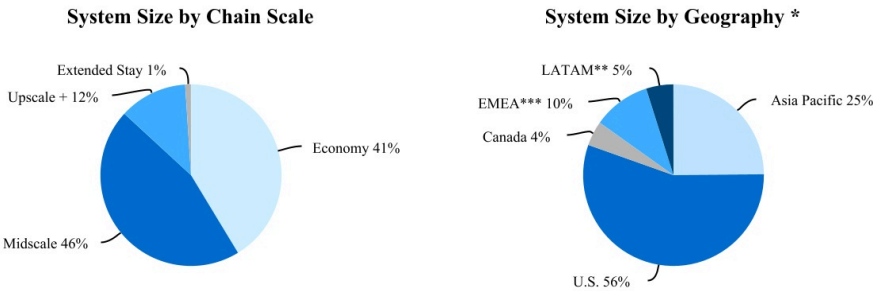 System Size by Chain Scale
Extended Stay 1%
Upscale + 12%
Economy 41%
Midscale 46%
System Size by Geography *
LATAM** 5%
EMEA*** 10%
Asia Pacific 25%
Canada 4%
U.S. 56%